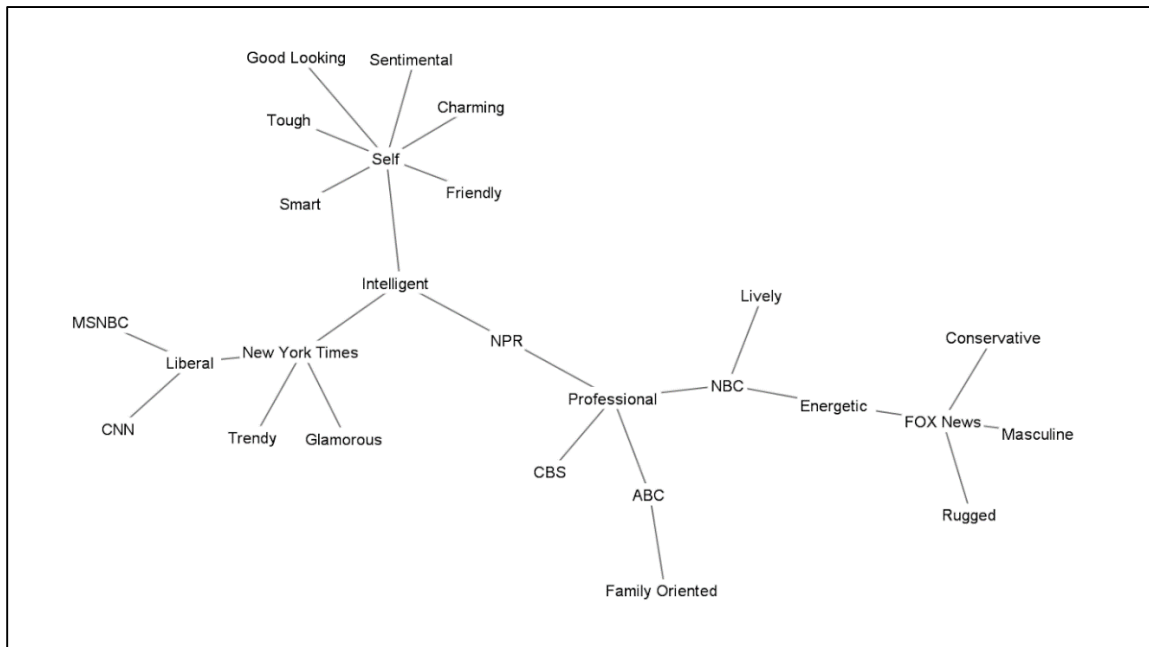 Good Looking
Sentimental
Charming
Tough
Self
Friendly
Smart
Intelligent
Lively
MSNBC
NPR
Conservative
New York Times
Liberal
NBC
Professional
Energetic
FOX News
CNN
Trendy
Glamorous
Masculine
CBS
ABC
Rugged
Family Oriented